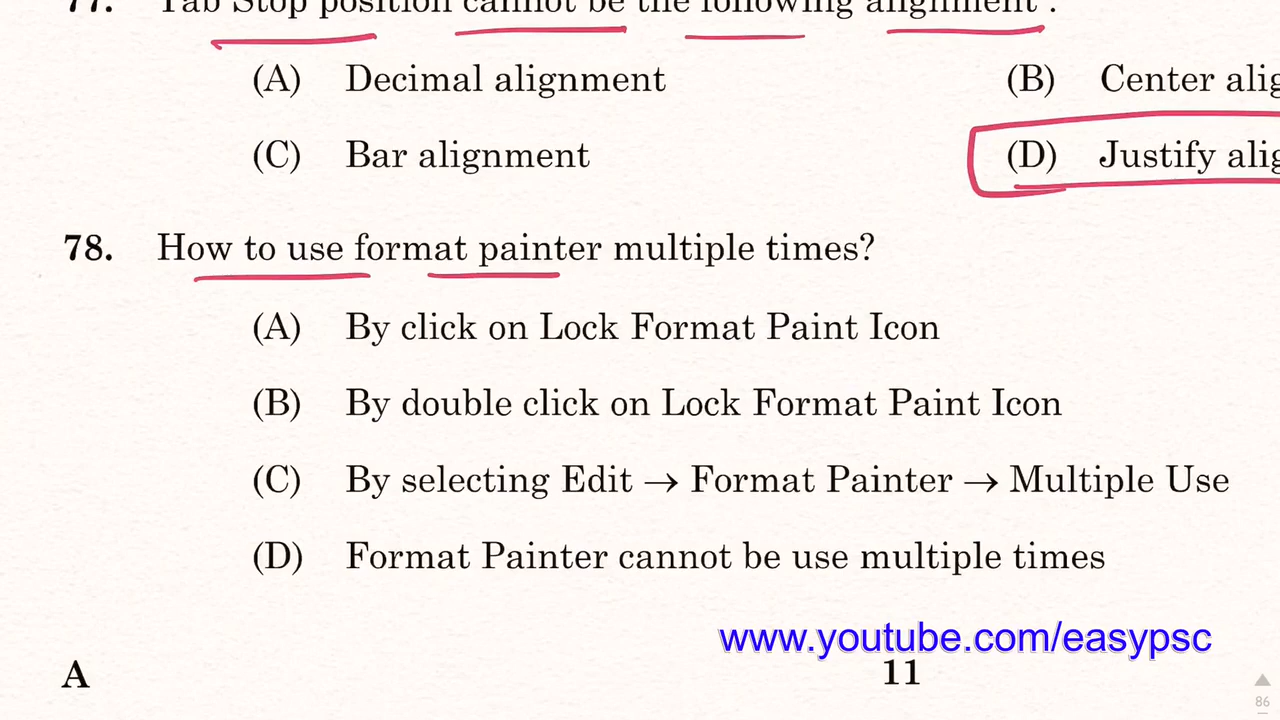 77. Tab Stop position cannot be the following alignment .
(A) Decimal alignment (B) Center alig
(C) Bar alignment (D) Justify alig
78. How to use format painter multiple times?
(A) By click on Lock Format Paint Icon
(B) By double click on Lock Format Paint Icon
(C) By selecting Edit → Format Painter → Multiple Use
(D) Format Painter cannot be use multiple times
www.youtube.com/easypsc
A 11
86